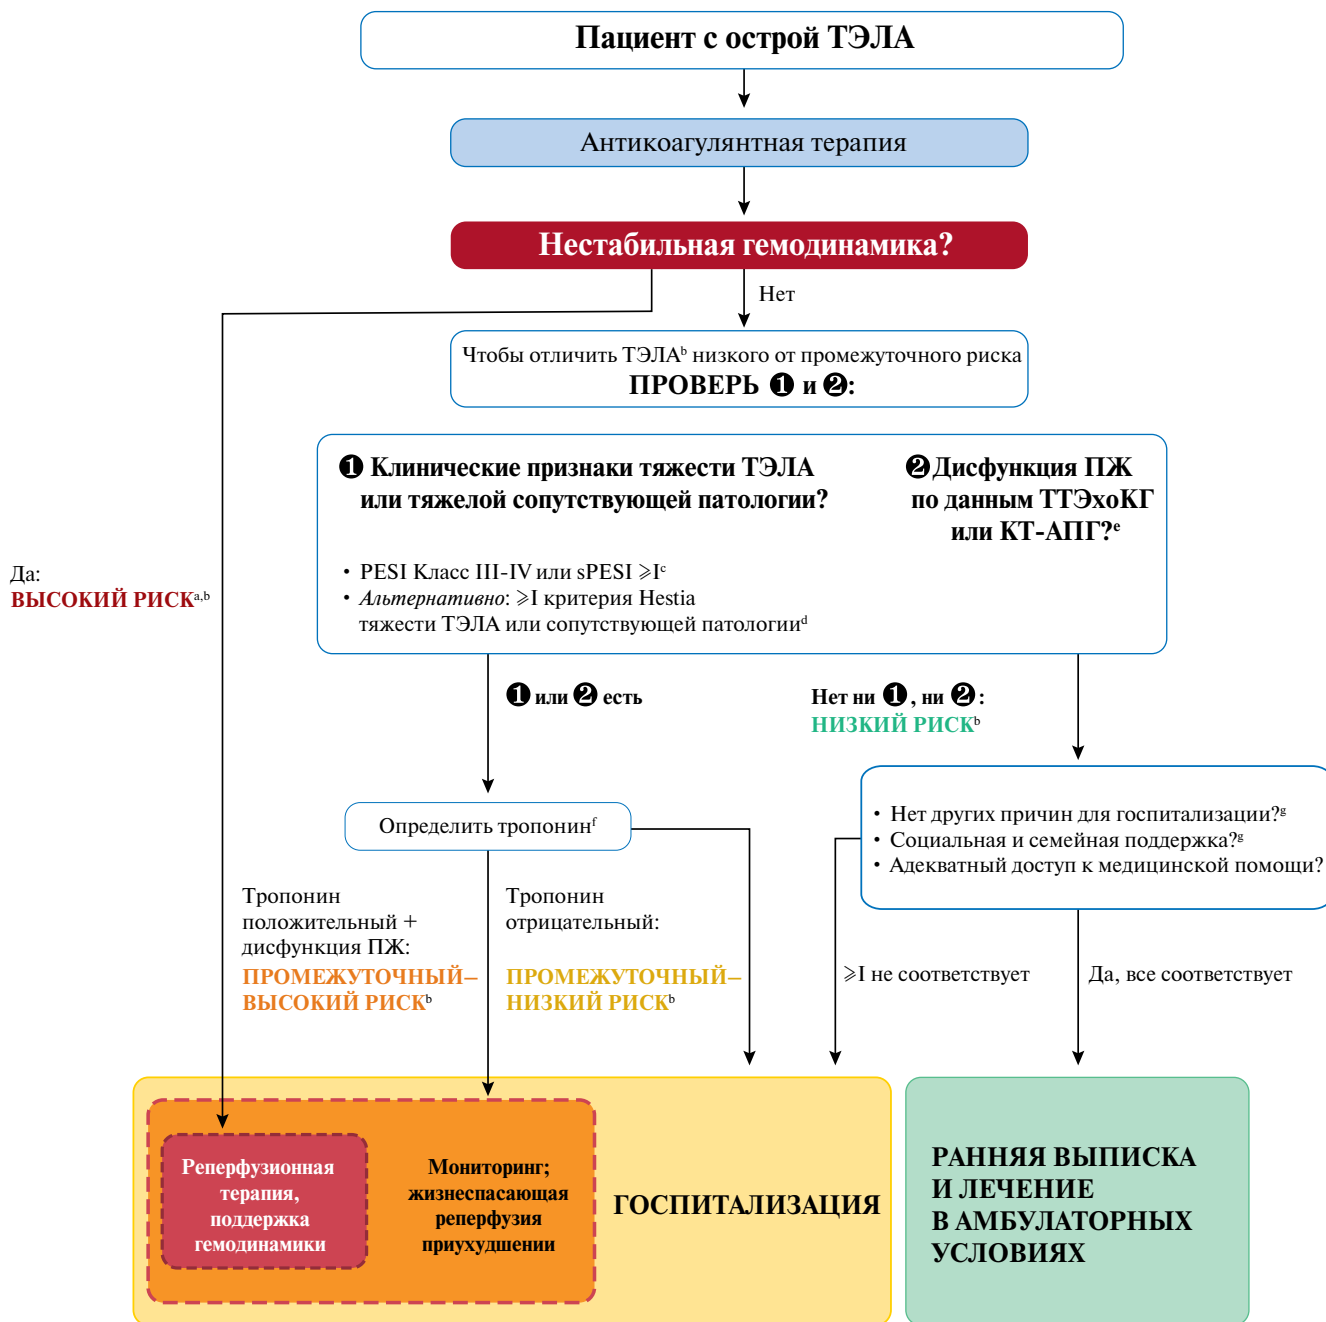 Пациент с острой ТЭЛА
Антикоагулянтная терапия
Нестабильная гемодинамика?
Нет
Чтобы отличить ТЭЛАᵇ низкого от промежуточного риска
ПРОВЕРЬ ❶ и ❷:
❶ Клинические признаки тяжести ТЭЛА
или тяжелой сопутствующей патологии?
• PESI Класс III-IV или sPESI ⩾Iᶜ
• Альтернативно: ⩾I критерия Hestia
тяжести ТЭЛА или сопутствующей патологииᵈ
❷ Дисфункция ПЖ
по данным ТТЭхоКГ
или КТ-АПГ?ᵉ
Да:
ВЫСОКИЙ РИСКᵃ,ᵇ
❶ или ❷ есть
Нет ни ❶, ни ❷:
НИЗКИЙ РИСКᵇ
Определить тропонинᶠ
• Нет других причин для госпитализации?ᵍ
• Социальная и семейная поддержка?ᵍ
• Адекватный доступ к медицинской помощи?
Тропонин
положительный +
дисфункция ПЖ:
ПРОМЕЖУТОЧНЫЙ–
ВЫСОКИЙ РИСКᵇ
Тропонин
отрицательный:
ПРОМЕЖУТОЧНЫЙ–
НИЗКИЙ РИСКᵇ
⩾I не соответствует
Да, все соответствует
Реперфузионная
терапия,
поддержка
гемодинамики
Мониторинг;
жизнеспасающая
реперфузия
приухудшении
ГОСПИТАЛИЗАЦИЯ
РАННЯЯ ВЫПИСКА
И ЛЕЧЕНИЕ
В АМБУЛАТОРНЫХ
УСЛОВИЯХ